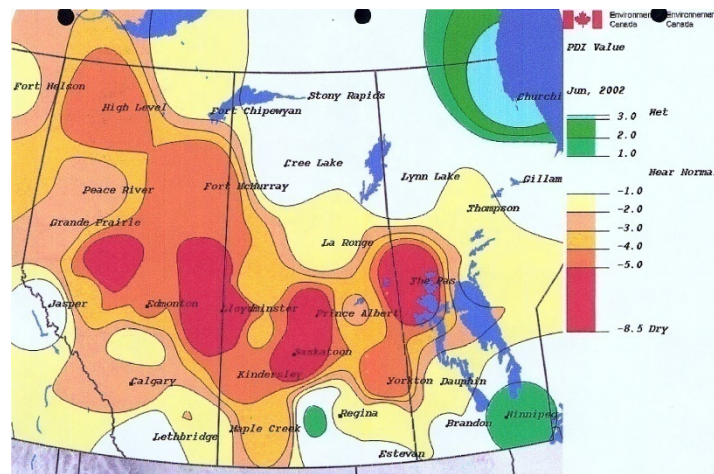 Environment Environnement
Canada Canada
PDI Value
Jun, 2002
3.0 Wet
2.0
1.0
Near Norma
-1.0
-2.0
-3.0
-4.0
-5.0
-8.5 Dry
Fort Helson
High Level
Stony Rapids
Fort Chipewyan
Churchi
Cree Lake
Lynn Lake
Gillam
Peace River
Fort McMurray
Thompson
Grande Prairie
La Ronge
The Pas
Jasper
Edmonton
Lloydminster
Prince Albert
Saskatoon
Kindersley
Calgary
Yorkton
Dauphin
Regina
Winnipeg
Brandon
Maple Creek
Lethbridge
Estevan